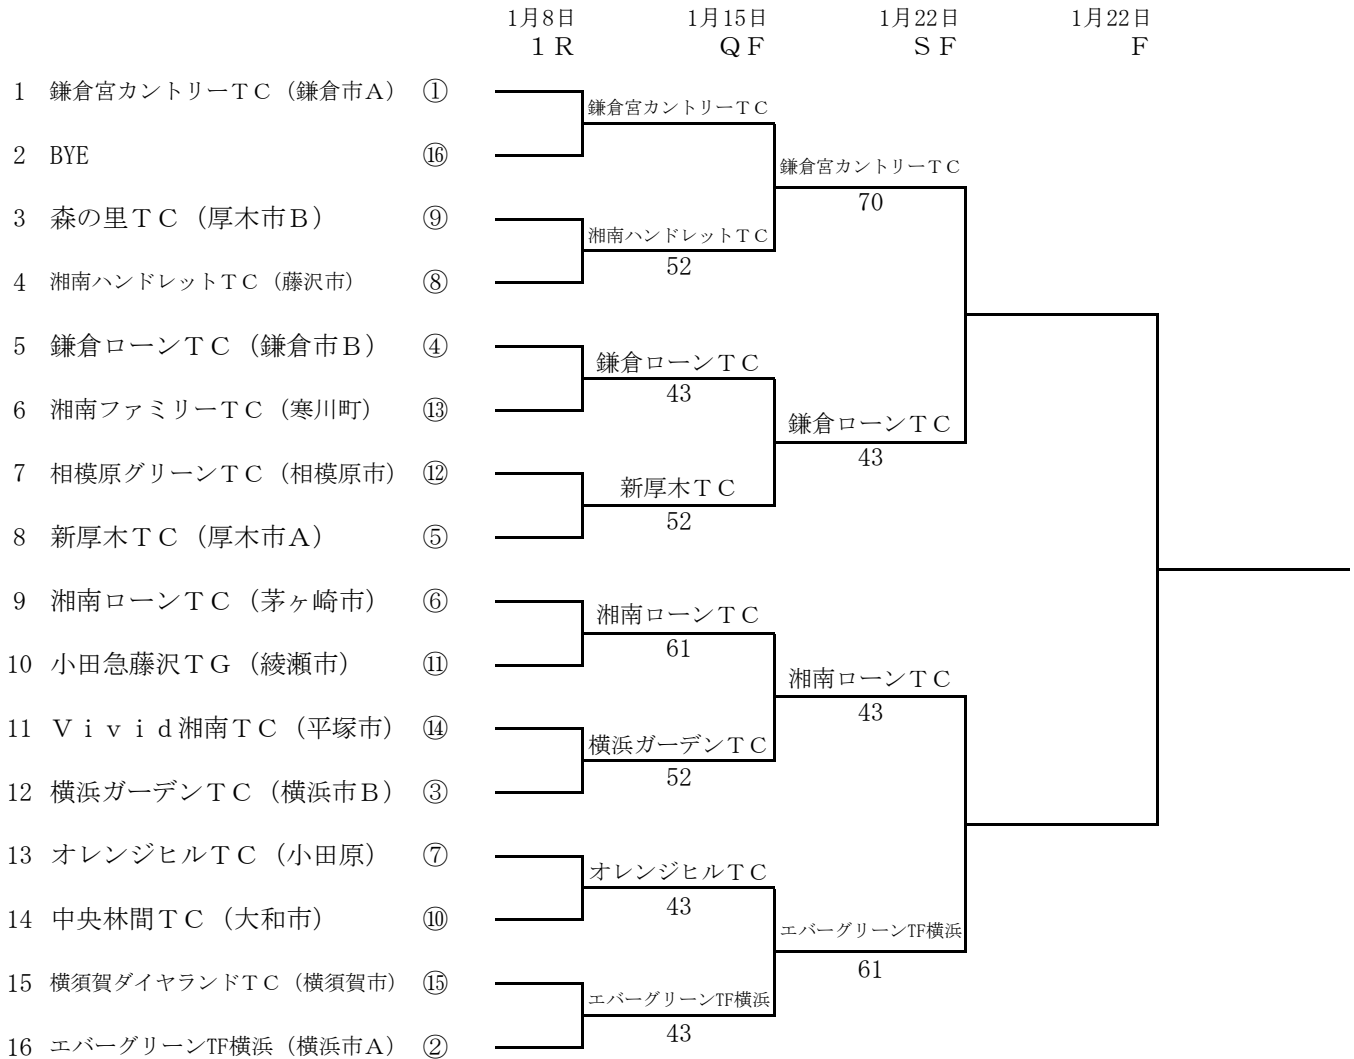 1月8日 1月15日 1月22日 1月22日
１Ｒ ＱＦ ＳＦ Ｆ
1 鎌倉宮カントリーＴＣ（鎌倉市Ａ） ①
鎌倉宮カントリーＴＣ
2 BYE ⑯
鎌倉宮カントリーＴＣ
70
3 森の里ＴＣ（厚木市Ｂ） ⑨
湘南ハンドレットＴＣ
52
4 湘南ハンドレットＴＣ（藤沢市） ⑧
5 鎌倉ローンＴＣ（鎌倉市Ｂ） ④
鎌倉ローンＴＣ
43
6 湘南ファミリーＴＣ（寒川町） ⑬
鎌倉ローンＴＣ
43
7 相模原グリーンＴＣ（相模原市） ⑫
新厚木ＴＣ
52
8 新厚木ＴＣ（厚木市Ａ） ⑤
9 湘南ローンＴＣ（茅ヶ崎市） ⑥
湘南ローンＴＣ
61
10 小田急藤沢ＴＧ（綾瀬市） ⑪
湘南ローンＴＣ
43
11 Ｖｉｖｉｄ湘南ＴＣ（平塚市） ⑭
横浜ガーデンＴＣ
52
12 横浜ガーデンＴＣ（横浜市Ｂ） ③
13 オレンジヒルＴＣ（小田原） ⑦
オレンジヒルＴＣ
43
14 中央林間ＴＣ（大和市） ⑩
エバーグリーンTF横浜
61
15 横須賀ダイヤランドＴＣ（横須賀市） ⑮
エバーグリーンTF横浜
43
16 エバーグリーンTF横浜（横浜市Ａ） ②